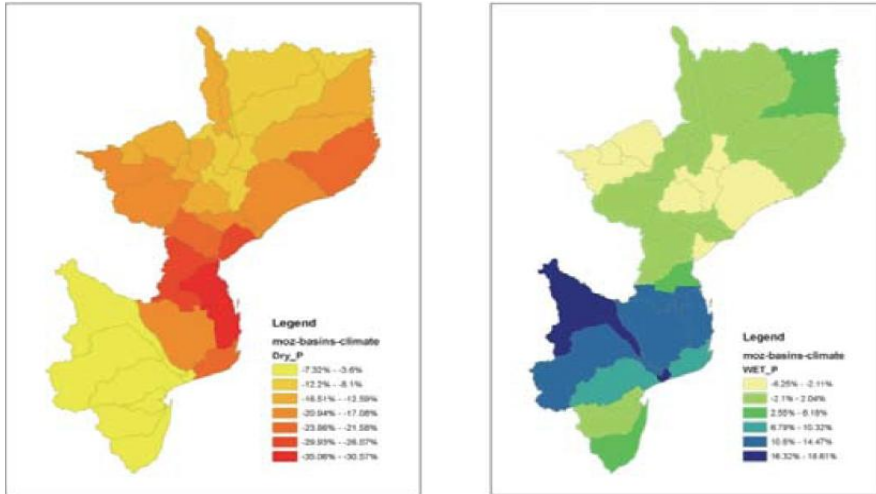 Legend
moz-basins-climate
Dry_P
-7.32% - -3.6%
-12.2% - -8.1%
-16.51% - -12.59%
-20.94% - -17.06%
-23.86% - -21.58%
-29.93% - -26.07%
-35.06% - -30.57%
Legend
moz-basins-climate
WET_P
-4.25% - -2.11%
-2.1% - 2.04%
2.55% - 6.18%
6.79% - 10.32%
10.6% - 14.47%
16.32% - 18.61%